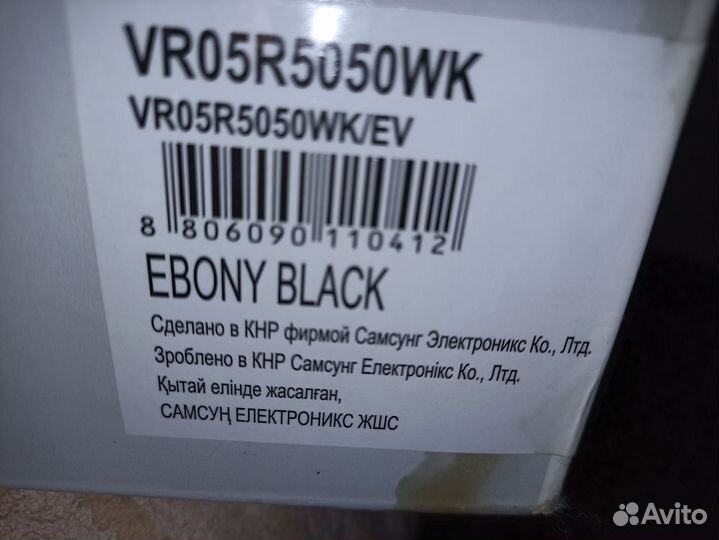 VR05R5050WK
VR05R5050WK/EV
8 806090 110412
EBONY BLACK
Сделано в КНР фирмой Самсунг Электроникс Ко., Лтд.
Зроблено в КНР Самсунг Електронікс Ко., Лтд.
Қытай елінде жасалған,
САМСУҢ ЕЛЕКТРОНИКС ЖШС
Avito